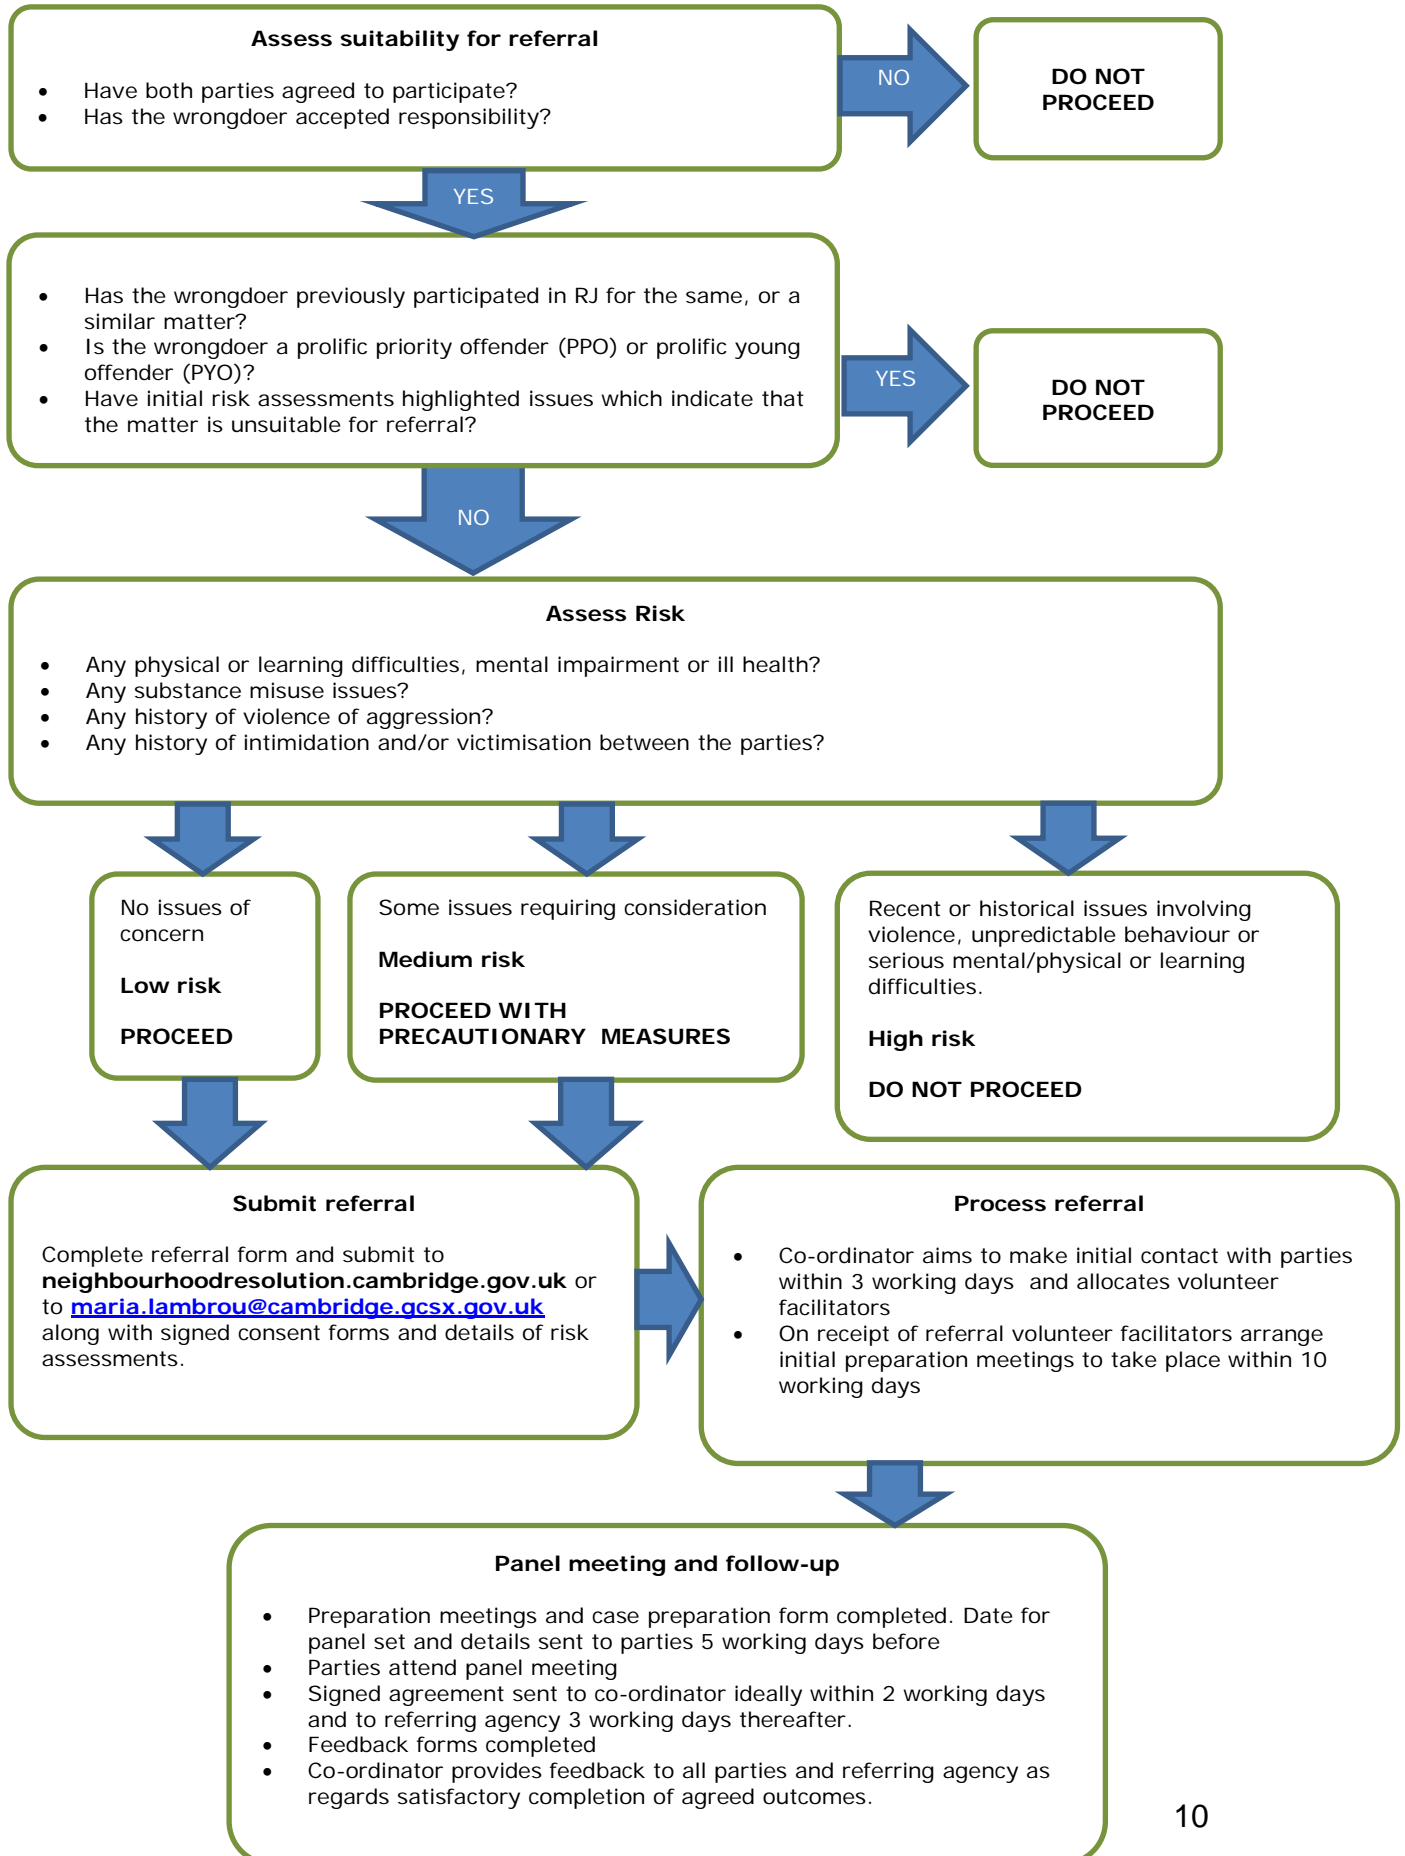 Assess suitability for referral
• Have both parties agreed to participate?
• Has the wrongdoer accepted responsibility?
NO
DO NOT
PROCEED
YES
• Has the wrongdoer previously participated in RJ for the same, or a
similar matter?
• Is the wrongdoer a prolific priority offender (PPO) or prolific young
offender (PYO)?
• Have initial risk assessments highlighted issues which indicate that
the matter is unsuitable for referral?
YES
DO NOT
PROCEED
NO
Assess Risk
• Any physical or learning difficulties, mental impairment or ill health?
• Any substance misuse issues?
• Any history of violence of aggression?
• Any history of intimidation and/or victimisation between the parties?
No issues of
concern
Low risk
PROCEED
Some issues requiring consideration
Medium risk
PROCEED WITH
PRECAUTIONARY MEASURES
Recent or historical issues involving
violence, unpredictable behaviour or
serious mental/physical or learning
difficulties.
High risk
DO NOT PROCEED
Submit referral
Complete referral form and submit to
neighbourhoodresolution.cambridge.gov.uk or
to maria.lambrou@cambridge.gcsx.gov.uk
along with signed consent forms and details of risk
assessments.
Process referral
• Co-ordinator aims to make initial contact with parties
within 3 working days and allocates volunteer
facilitators
• On receipt of referral volunteer facilitators arrange
initial preparation meetings to take place within 10
working days
Panel meeting and follow-up
• Preparation meetings and case preparation form completed. Date for
panel set and details sent to parties 5 working days before
• Parties attend panel meeting
• Signed agreement sent to co-ordinator ideally within 2 working days
and to referring agency 3 working days thereafter.
• Feedback forms completed
• Co-ordinator provides feedback to all parties and referring agency as
regards satisfactory completion of agreed outcomes.
10